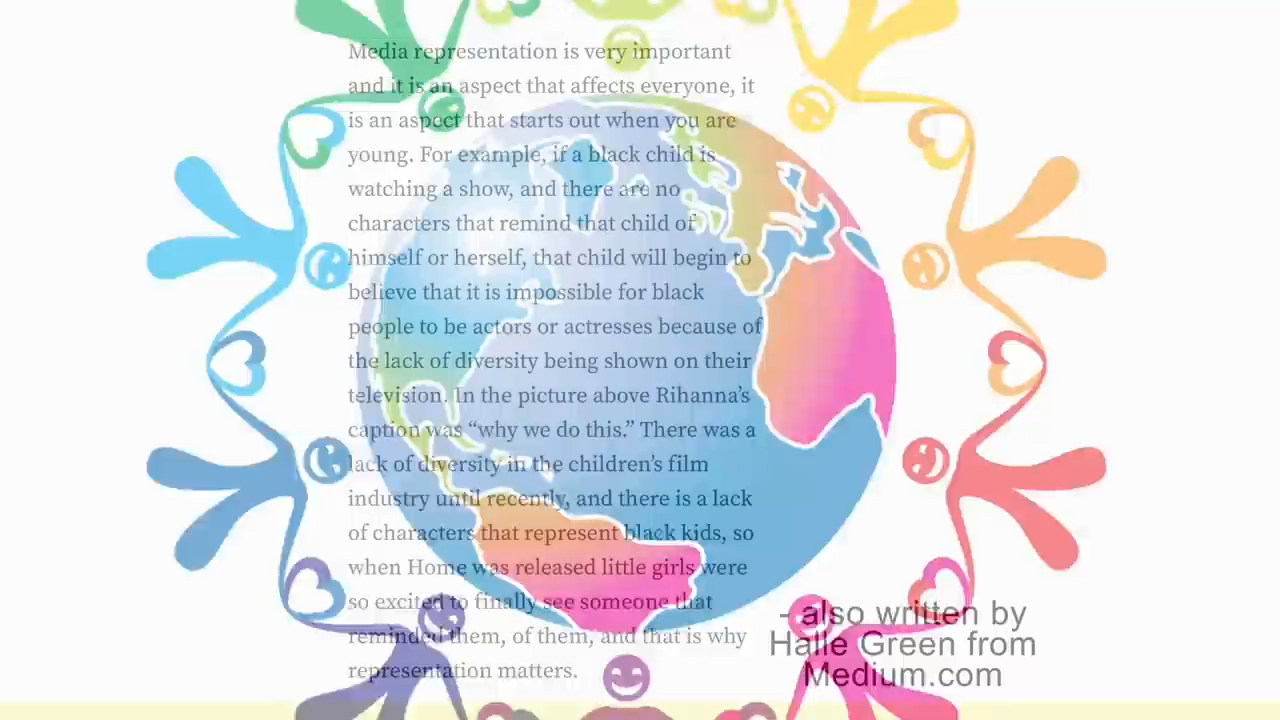 Media representation is very important
and it is an aspect that affects everyone, it
is an aspect that starts out when you are
young. For example, if a black child is
watching a show, and there are no
characters that remind that child of
himself or herself, that child will begin to
believe that it is impossible for black
people to be actors or actresses because of
the lack of diversity being shown on their
television. In the picture above Rihanna’s
caption was “why we do this.” There was a
lack of diversity in the children’s film
industry until recently, and there is a lack
of characters that represent black kids, so
when Home was released little girls were
so excited to finally see someone that
reminded them, of them, and that is why
representation matters.
- also written by
Halle Green from
Medium.com